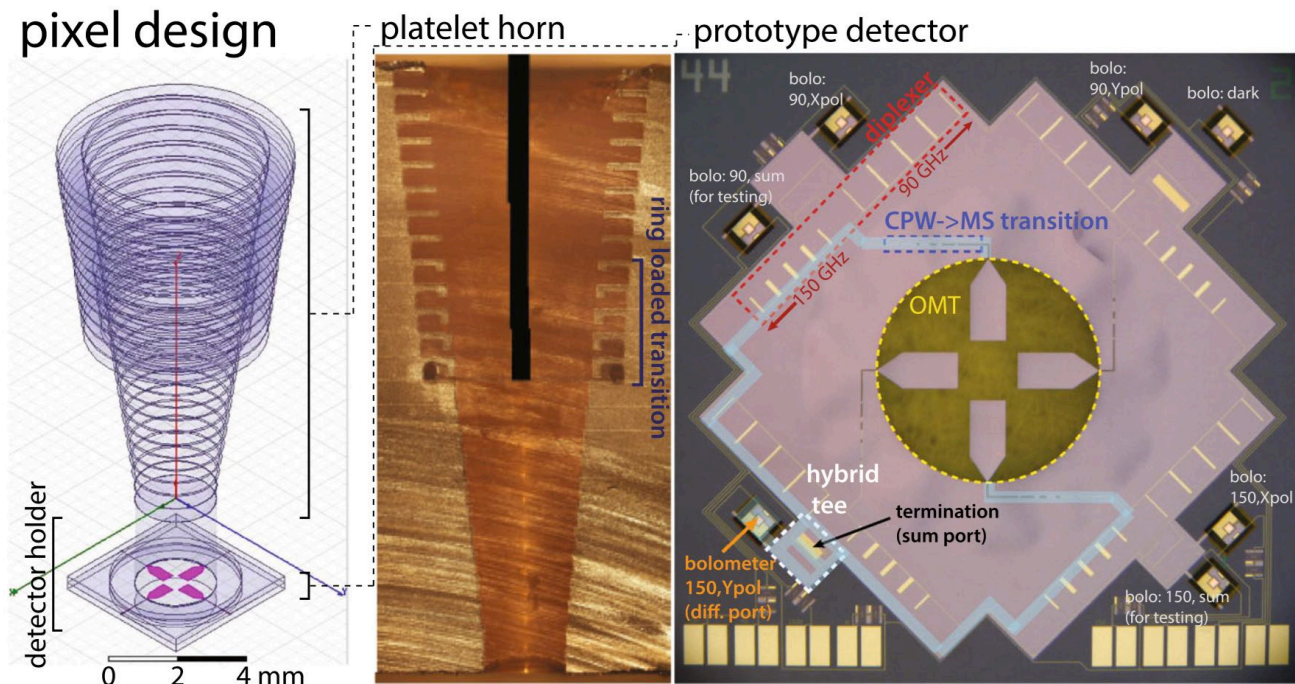 pixel design
platelet horn
prototype detector
detector holder
0 2 4 mm
ring loaded transition
44
2
bolo:
90,Xpol
bolo:
90,Ypol
bolo: dark
diplexer
90 GHz
bolo: 90, sum
(for testing)
CPW->MS transition
150 GHz
OMT
hybrid
tee
termination
(sum port)
bolometer
150,Ypol
(diff. port)
bolo:
150,Xpol
bolo: 150, sum
(for testing)